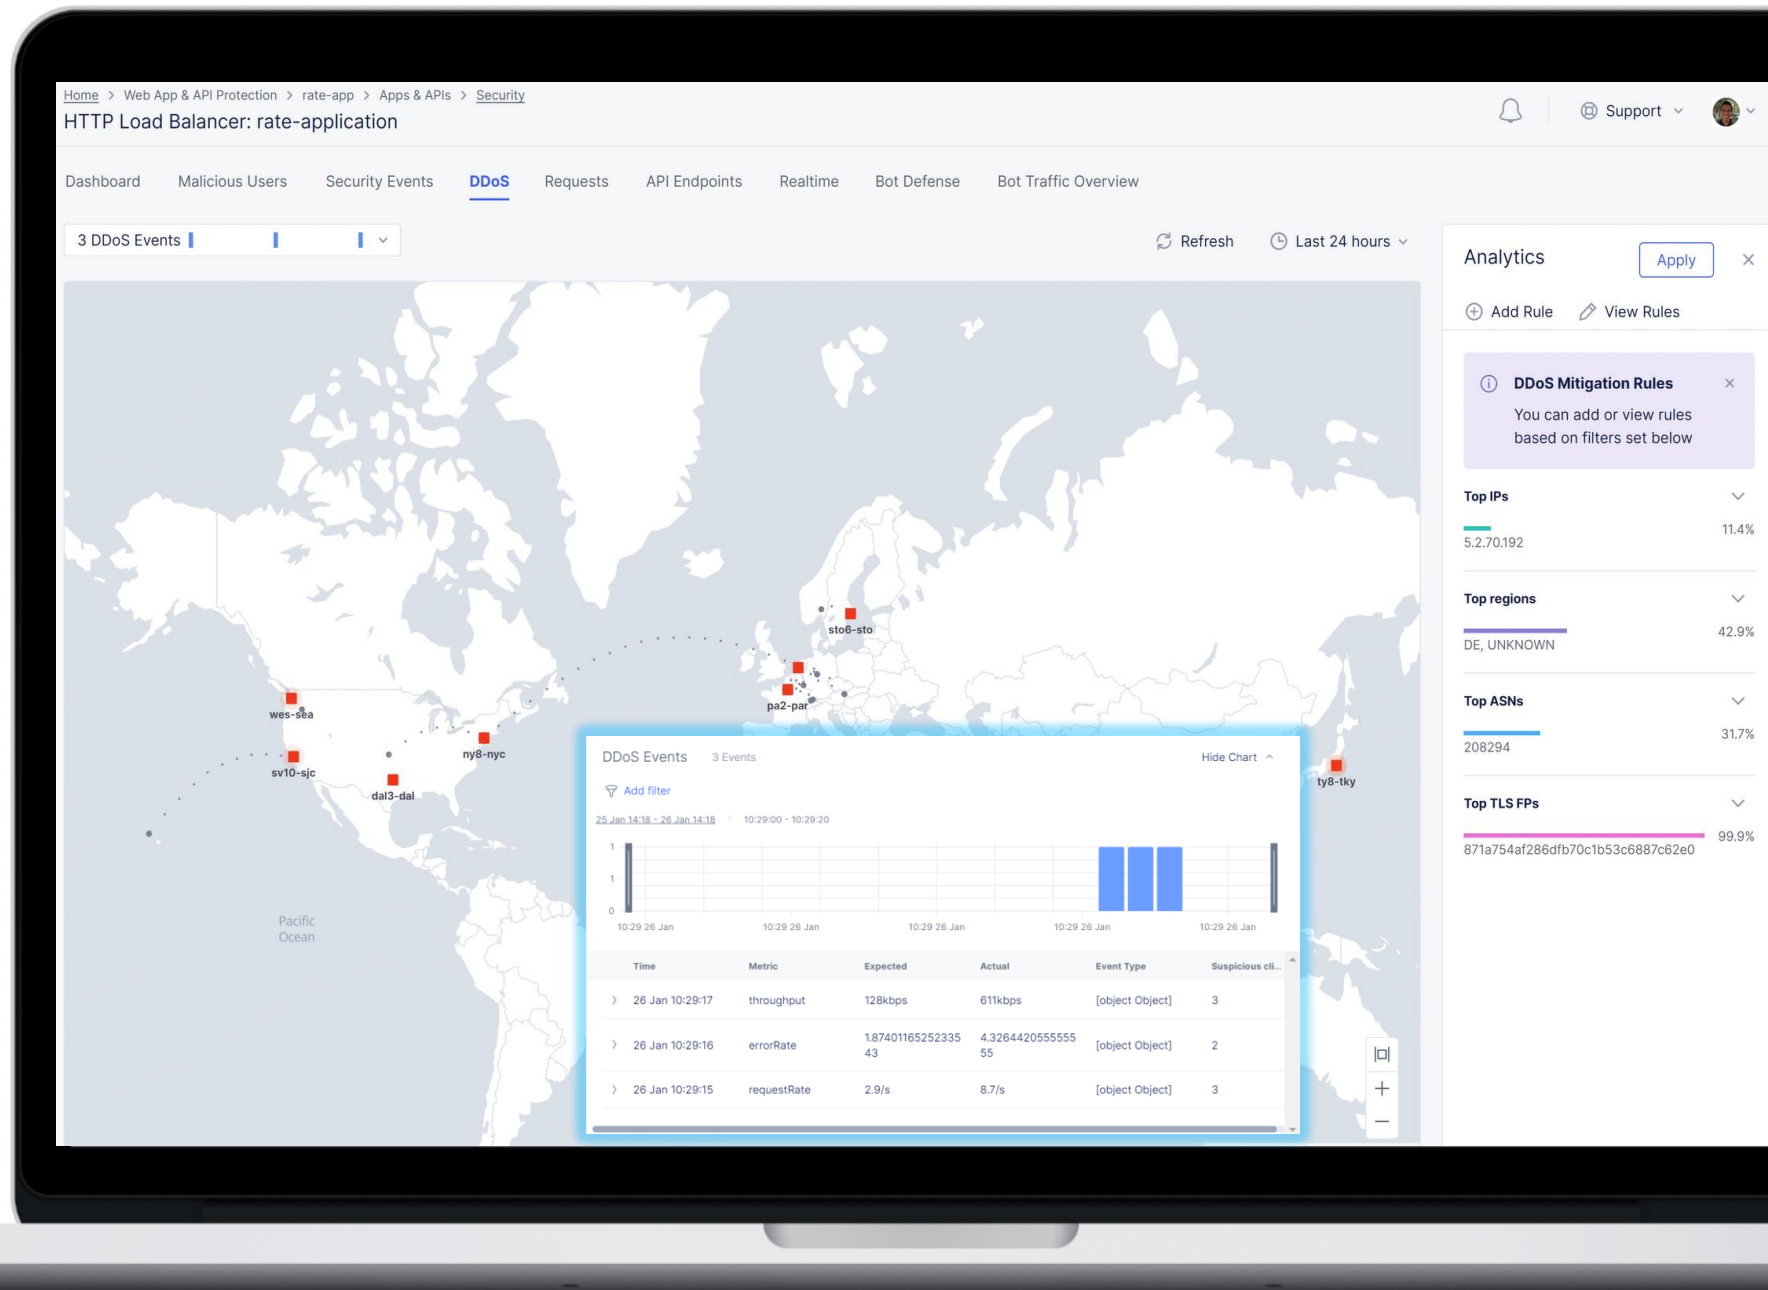 Home > Web App & API Protection > rate-app > Apps & APIs > Security
HTTP Load Balancer: rate-application
Support
Dashboard Malicious Users Security Events DDoS Requests API Endpoints Realtime Bot Defense Bot Traffic Overview
3 DDoS Events
Refresh Last 24 hours
sto6-sto
pa2-par
wes-sea
ny8-nyc
sv10-sjc
dal3-dal
ty8-tky
Pacific
Ocean
DDoS Events 3 Events Hide Chart
Add filter
25 Jan 14:18 - 26 Jan 14:18 > 10:29:00 - 10:29:20
1
1
0
10:29 26 Jan 10:29 26 Jan 10:29 26 Jan 10:29 26 Jan 10:29 26 Jan
Time Metric Expected Actual Event Type Suspicious cli...
26 Jan 10:29:17 throughput 128kbps 611kbps [object Object] 3
26 Jan 10:29:16 errorRate 1.87401165252335 4.3264420555555 [object Object] 2
43 55
26 Jan 10:29:15 requestRate 2.9/s 8.7/s [object Object] 3
Analytics Apply
Add Rule View Rules
DDoS Mitigation Rules
You can add or view rules
based on filters set below
Top IPs
11.4%
5.2.70.192
Top regions
42.9%
DE, UNKNOWN
Top ASNs
31.7%
208294
Top TLS FPs
99.9%
871a754af286dfb70c1b53c6887c62e0